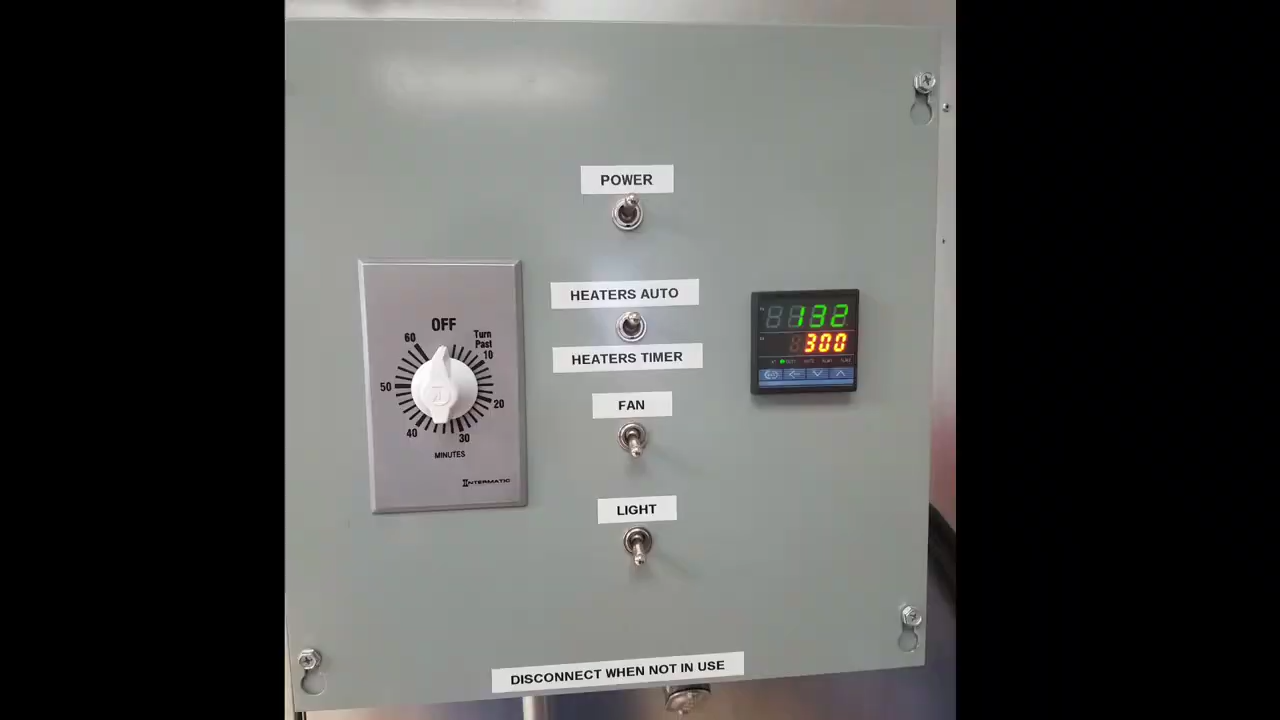 POWER
HEATERS AUTO
HEATERS TIMER
FAN
LIGHT
OFF
Turn
Past
10
20
30
40
50
60
MINUTES
INTERMATIC
132
300
DISCONNECT WHEN NOT IN USE